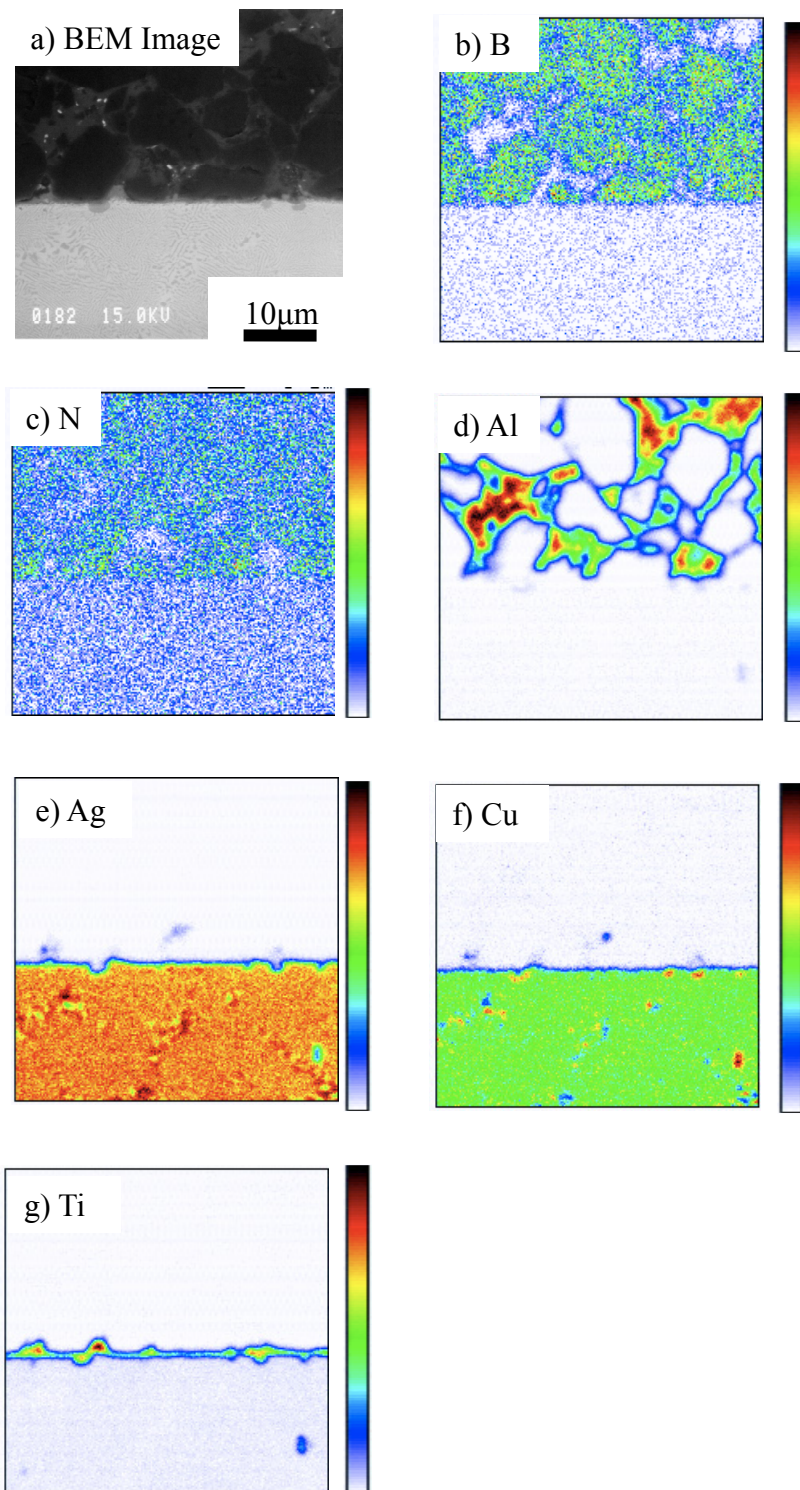 a) BEM Image
0182 15.0KV
10μm
b) B
c) N
d) Al
e) Ag
f) Cu
g) Ti